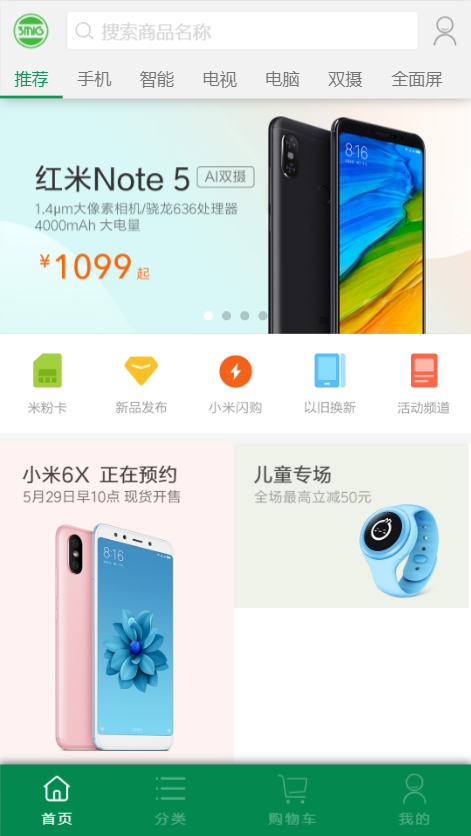 搜索商品名称
推荐 手机 智能 电视 电脑 双摄 全面屏
红米Note 5 AI双摄
1.4μm大像素相机/骁龙636处理器
4000mAh 大电量
¥1099 起
8:16
米粉卡 新品发布 小米闪购 以旧换新 活动频道
小米6X 正在预约
5月29日早10点 现货开售
8:16
儿童专场
全场最高立减50元
首页 分类 购物车 我的